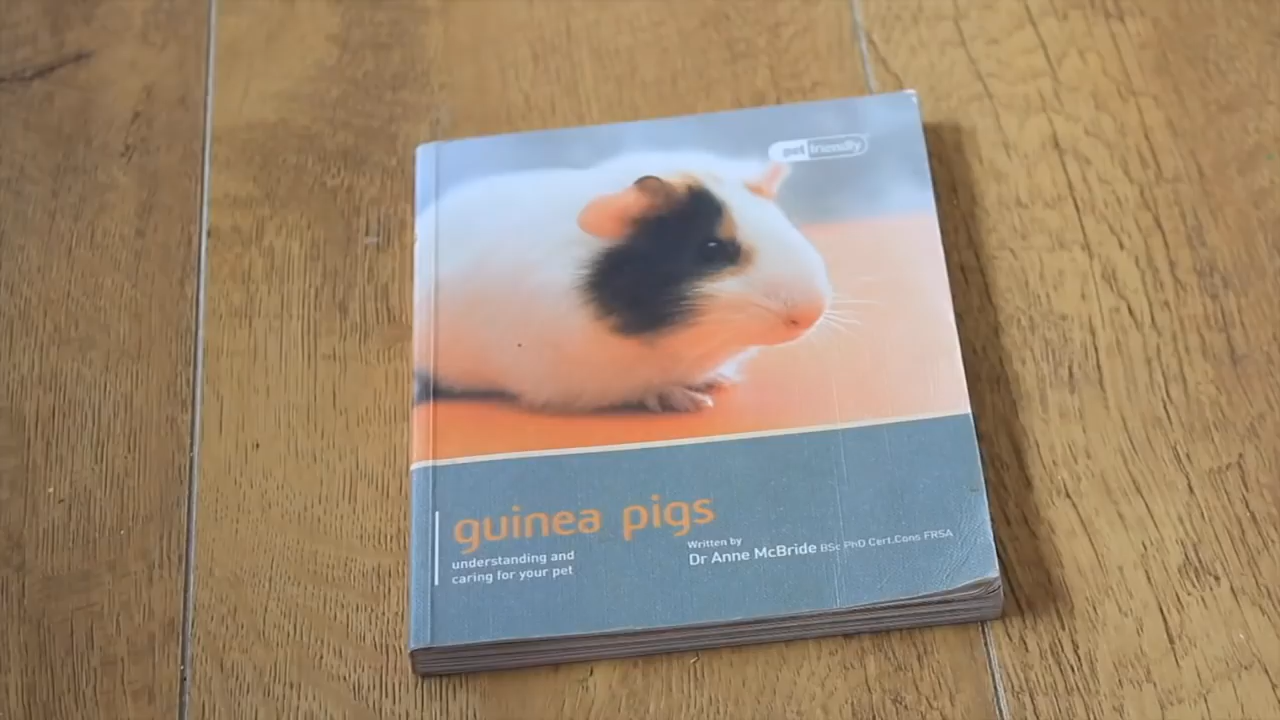 pet friendly
guinea pigs
understanding and
caring for your pet
Written by
Dr Anne McBride BSc PhD Cert.Cons FRSA